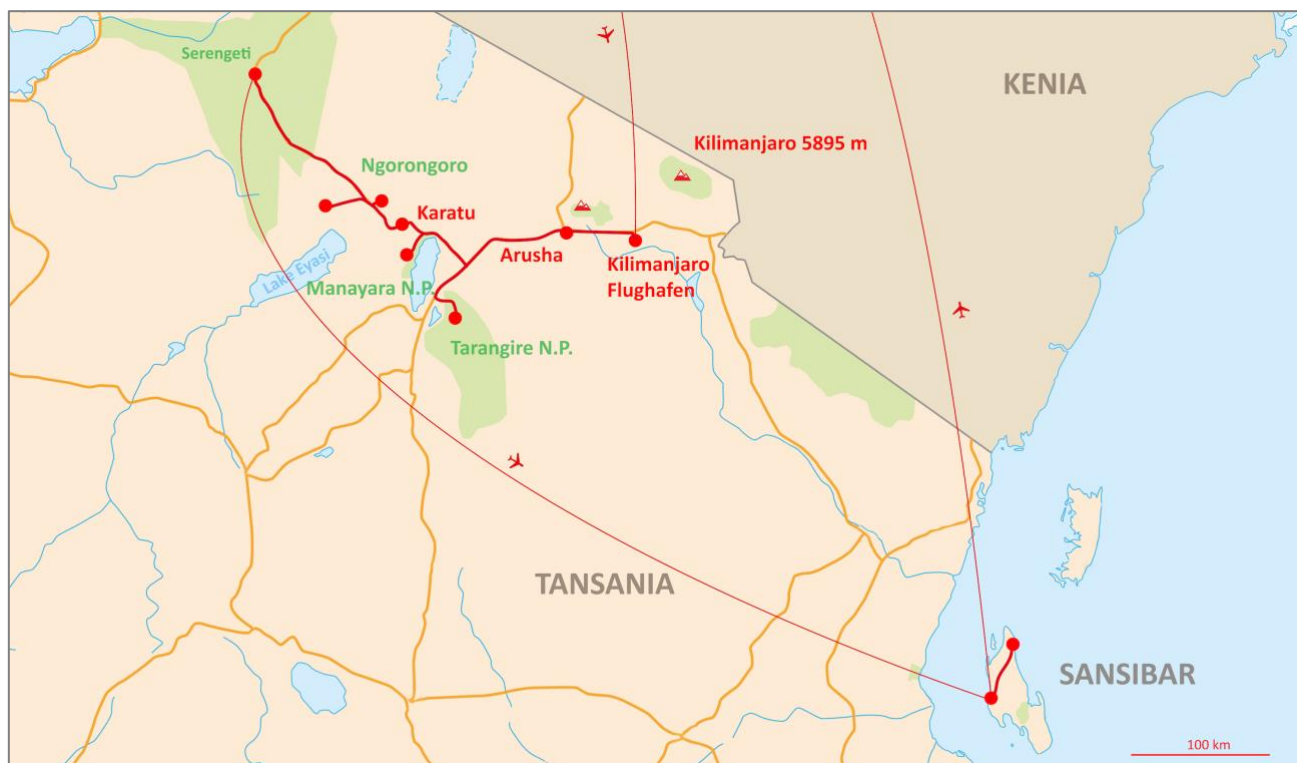 Serengeti
KENIA
Kilimanjaro 5895 m
Ngorongoro
Karatu
Arusha
Kilimanjaro
Flughafen
Lake Eyasi
Manayara N.P.
Tarangire N.P.
TANSANIA
SANSIBAR
100 km